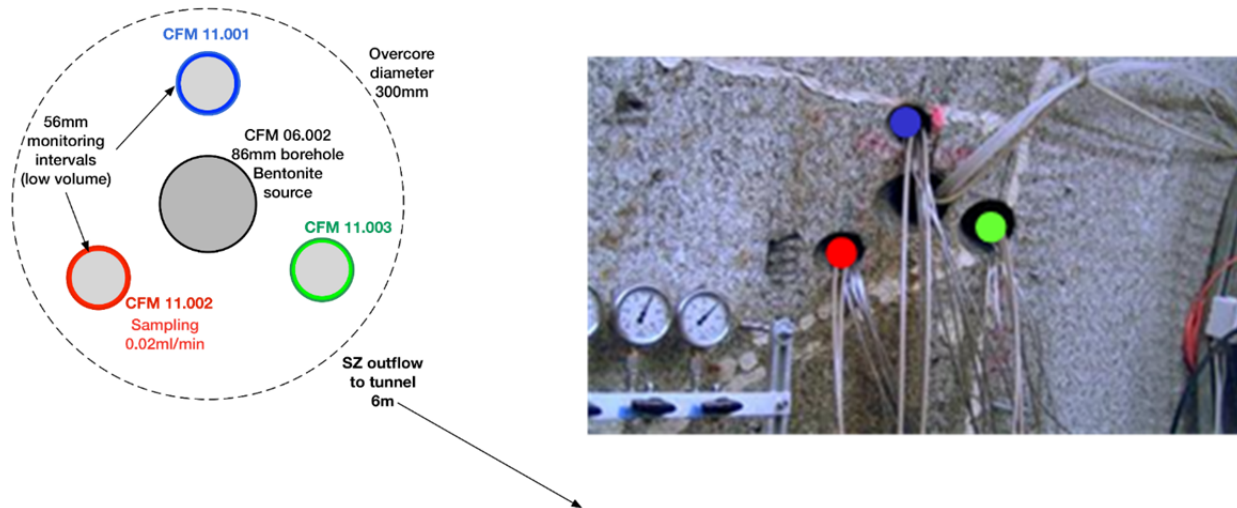 CFM 11.001
Overcore
diameter
300mm
56mm
monitoring
intervals
(low volume)
CFM 06.002
86mm borehole
Bentonite
source
CFM 11.003
CFM 11.002
Sampling
0.02ml/min
SZ outflow
to tunnel
6m